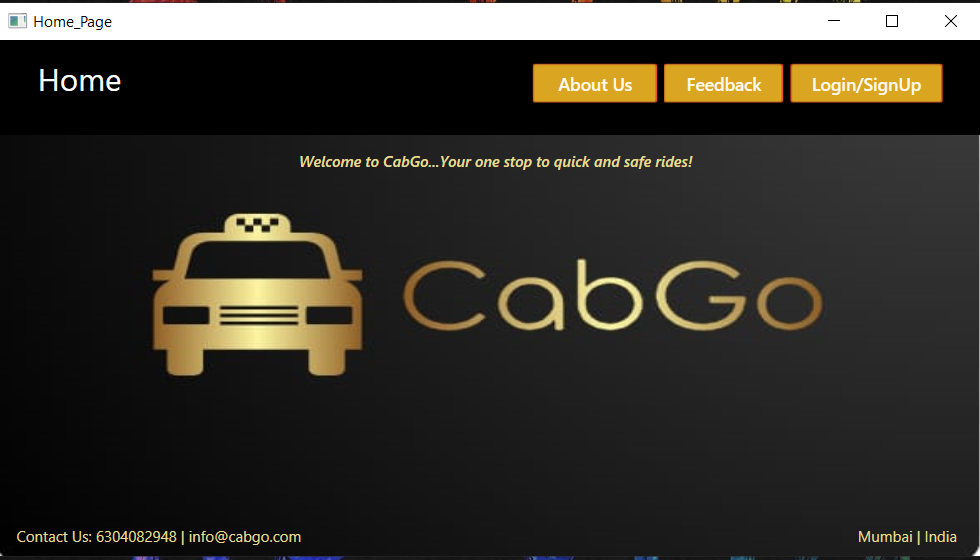 Home_Page
Home
About Us
Feedback
Login/SignUp
Welcome to CabGo...Your one stop to quick and safe rides!
CabGo
Contact Us: 6304082948 | info@cabgo.com
Mumbai | India